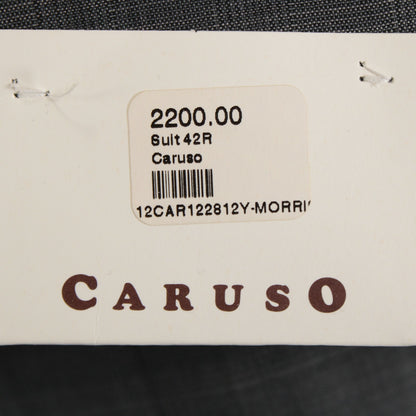 2200.00
Suit 42R
Caruso
12CAR122812Y-MORRI
CARUSO